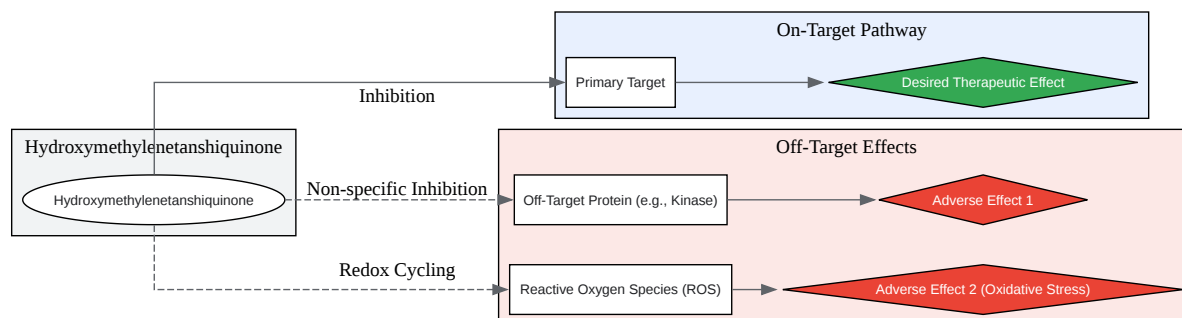 On-Target Pathway
Primary Target
Desired Therapeutic Effect
Inhibition
Hydroxymethylenetanshiquinone
Off-Target Effects
Hydroxymethylenetanshiquinone
Non-specific Inhibition
Off-Target Protein (e.g., Kinase)
Adverse Effect 1
Redox Cycling
Reactive Oxygen Species (ROS)
Adverse Effect 2 (Oxidative Stress)